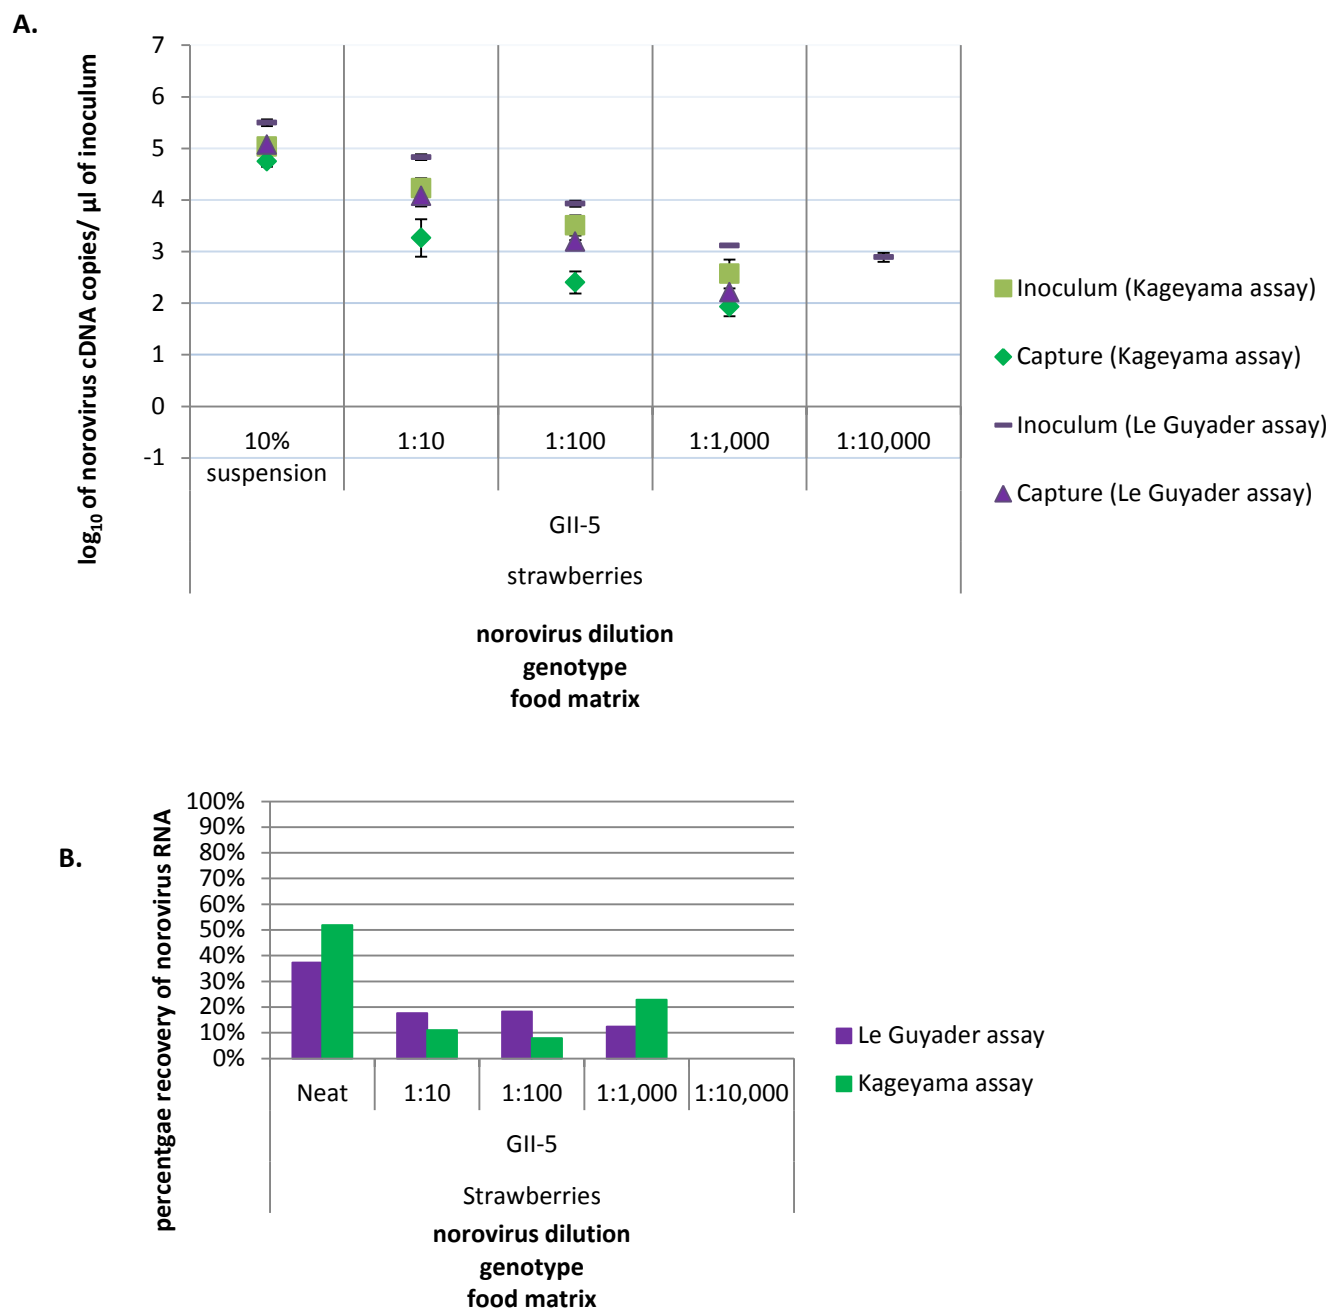 A.
log10 of norovirus cDNA copies/ µl of inoculum
7
6
5
4
3
2
1
0
-1
10% suspension
1:10
1:100
1:1,000
1:10,000
GII-5
strawberries
norovirus dilution
genotype
food matrix
Inoculum (Kageyama assay)
Capture (Kageyama assay)
Inoculum (Le Guyader assay)
Capture (Le Guyader assay)
B.
percentgae recovery of norovirus RNA
100%
90%
80%
70%
60%
50%
40%
30%
20%
10%
0%
Neat
1:10
1:100
1:1,000
1:10,000
GII-5
Strawberries
norovirus dilution
genotype
food matrix
Le Guyader assay
Kageyama assay